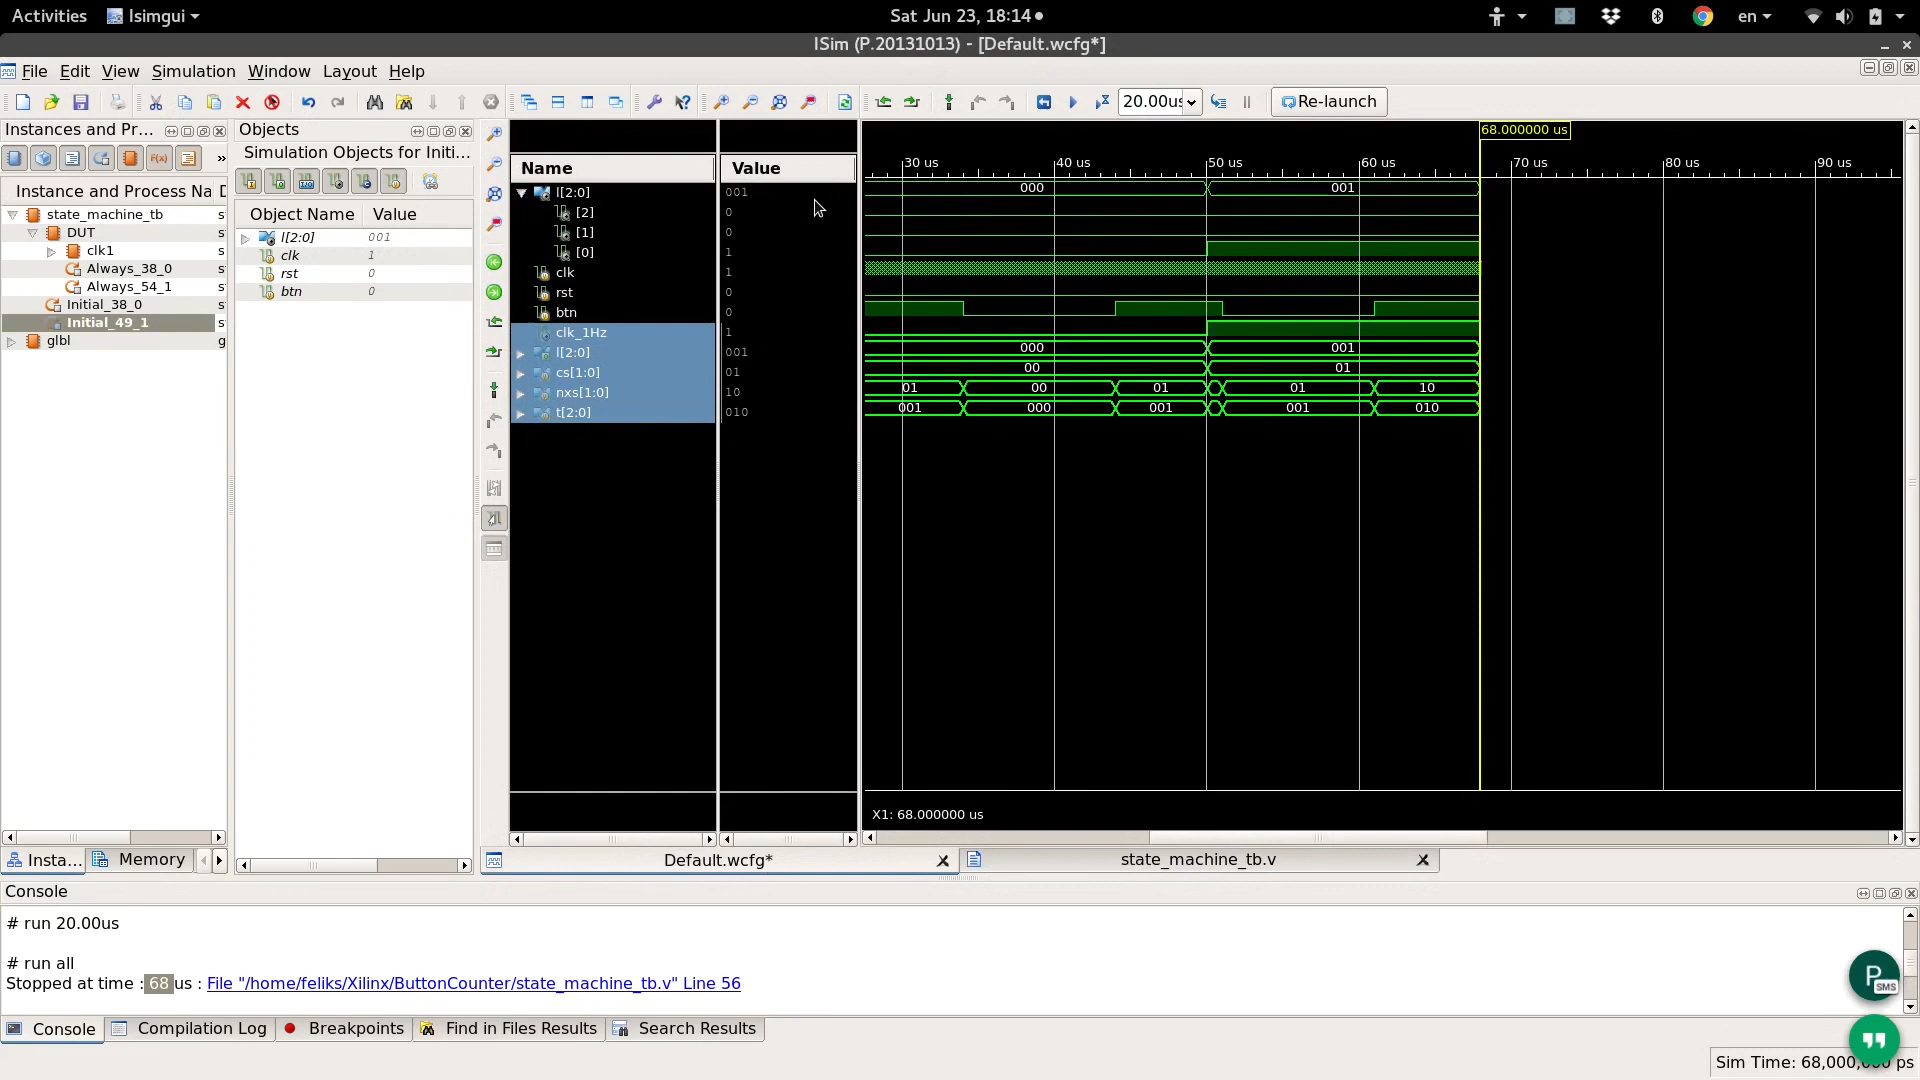 Activities Isimgui Sat Jun 23, 18:14 en
ISim (P.20131013) - [Default.wcfg*]
File Edit View Simulation Window Layout Help
20.00us Re-launch
Instances and Pr...
Objects
Simulation Objects for Initi...
Instance and Process Na
Object Name Value
state_machine_tb
DUT
clk1
Always_38_0
Always_54_1
Initial_38_0
Initial_49_1
glbl
l[2:0] 001
clk 1
rst 0
btn 0
Name Value
l[2:0] 001
[2] 0
[1] 0
[0] 1
clk 1
rst 0
btn 0
clk_1Hz 1
l[2:0] 001
cs[1:0] 01
nxs[1:0] 10
t[2:0] 010
68.000000 us
30 us 40 us 50 us 60 us 70 us 80 us 90 us
000 001
000 001
00 01
01 00 01 01 10
001 000 001 001 010
X1: 68.000000 us
Insta... Memory
Default.wcfg* state_machine_tb.v
Console
# run 20.00us
# run all
Stopped at time : 68 us : File "/home/feliks/Xilinx/ButtonCounter/state_machine_tb.v" Line 56
P SMS
Console Compilation Log Breakpoints Find in Files Results Search Results
Sim Time: 68,000, ps